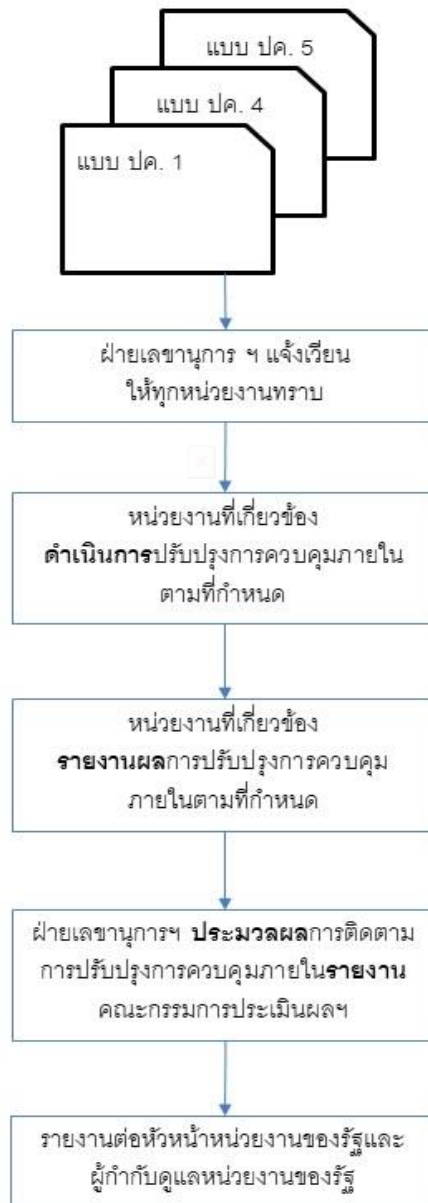 แบบ ปค. 5
แบบ ปค. 4
แบบ ปค. 1
ฝ่ายเลขานุการ ฯ แจ้งเวียน
ให้ทุกหน่วยงานทราบ
หน่วยงานที่เกี่ยวข้อง
ดำเนินการปรับปรุงการควบคุมภายใน
ตามที่กำหนด
หน่วยงานที่เกี่ยวข้อง
รายงานผลการปรับปรุงการควบคุม
ภายในตามที่กำหนด
ฝ่ายเลขานุการฯ ประมวลผลการติดตาม
การปรับปรุงการควบคุมภายในรายงาน
คณะกรรมการประเมินผลฯ
รายงานต่อหัวหน้าหน่วยงานของรัฐและ
ผู้กำกับดูแลหน่วยงานของรัฐ